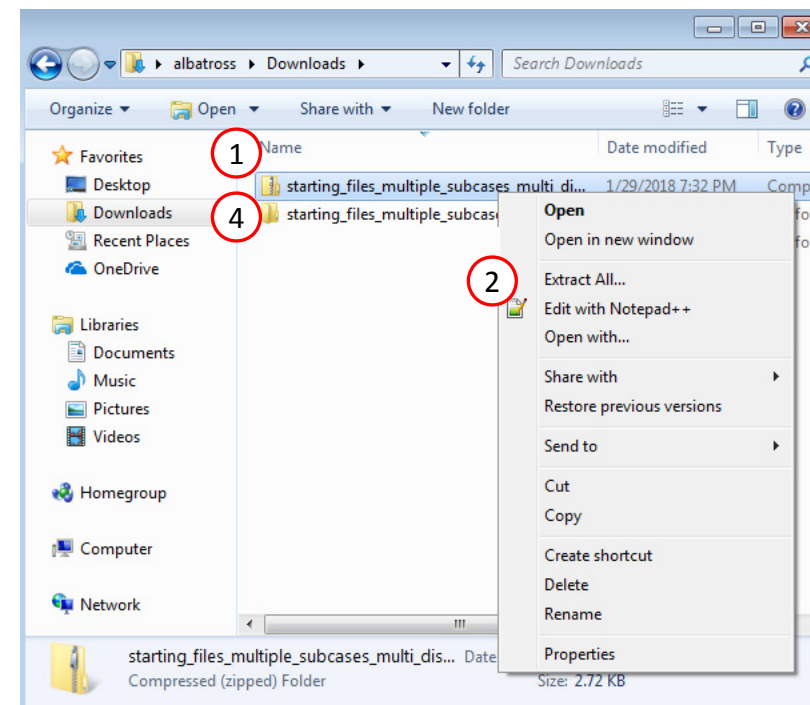 albatross Downloads Search Downloads
Organize Open Share with New folder
1 Name Date modified Type
Favorites
Desktop starting_files_multiple_subcases_multi_di... 1/29/2018 7:32 PM Comp
4 Downloads starting_files_multiple_subcas
Recent Places
OneDrive
Libraries
Documents
Music
Pictures
Videos
Homegroup
Computer
Network
Open
Open in new window
2 Extract All...
Edit with Notepad++
Open with...
Share with
Restore previous versions
Send to
Cut
Copy
Create shortcut
Delete
Rename
Properties
starting_files_multiple_subcases_multi_dis... Date
Compressed (zipped) Folder Size: 2.72 KB